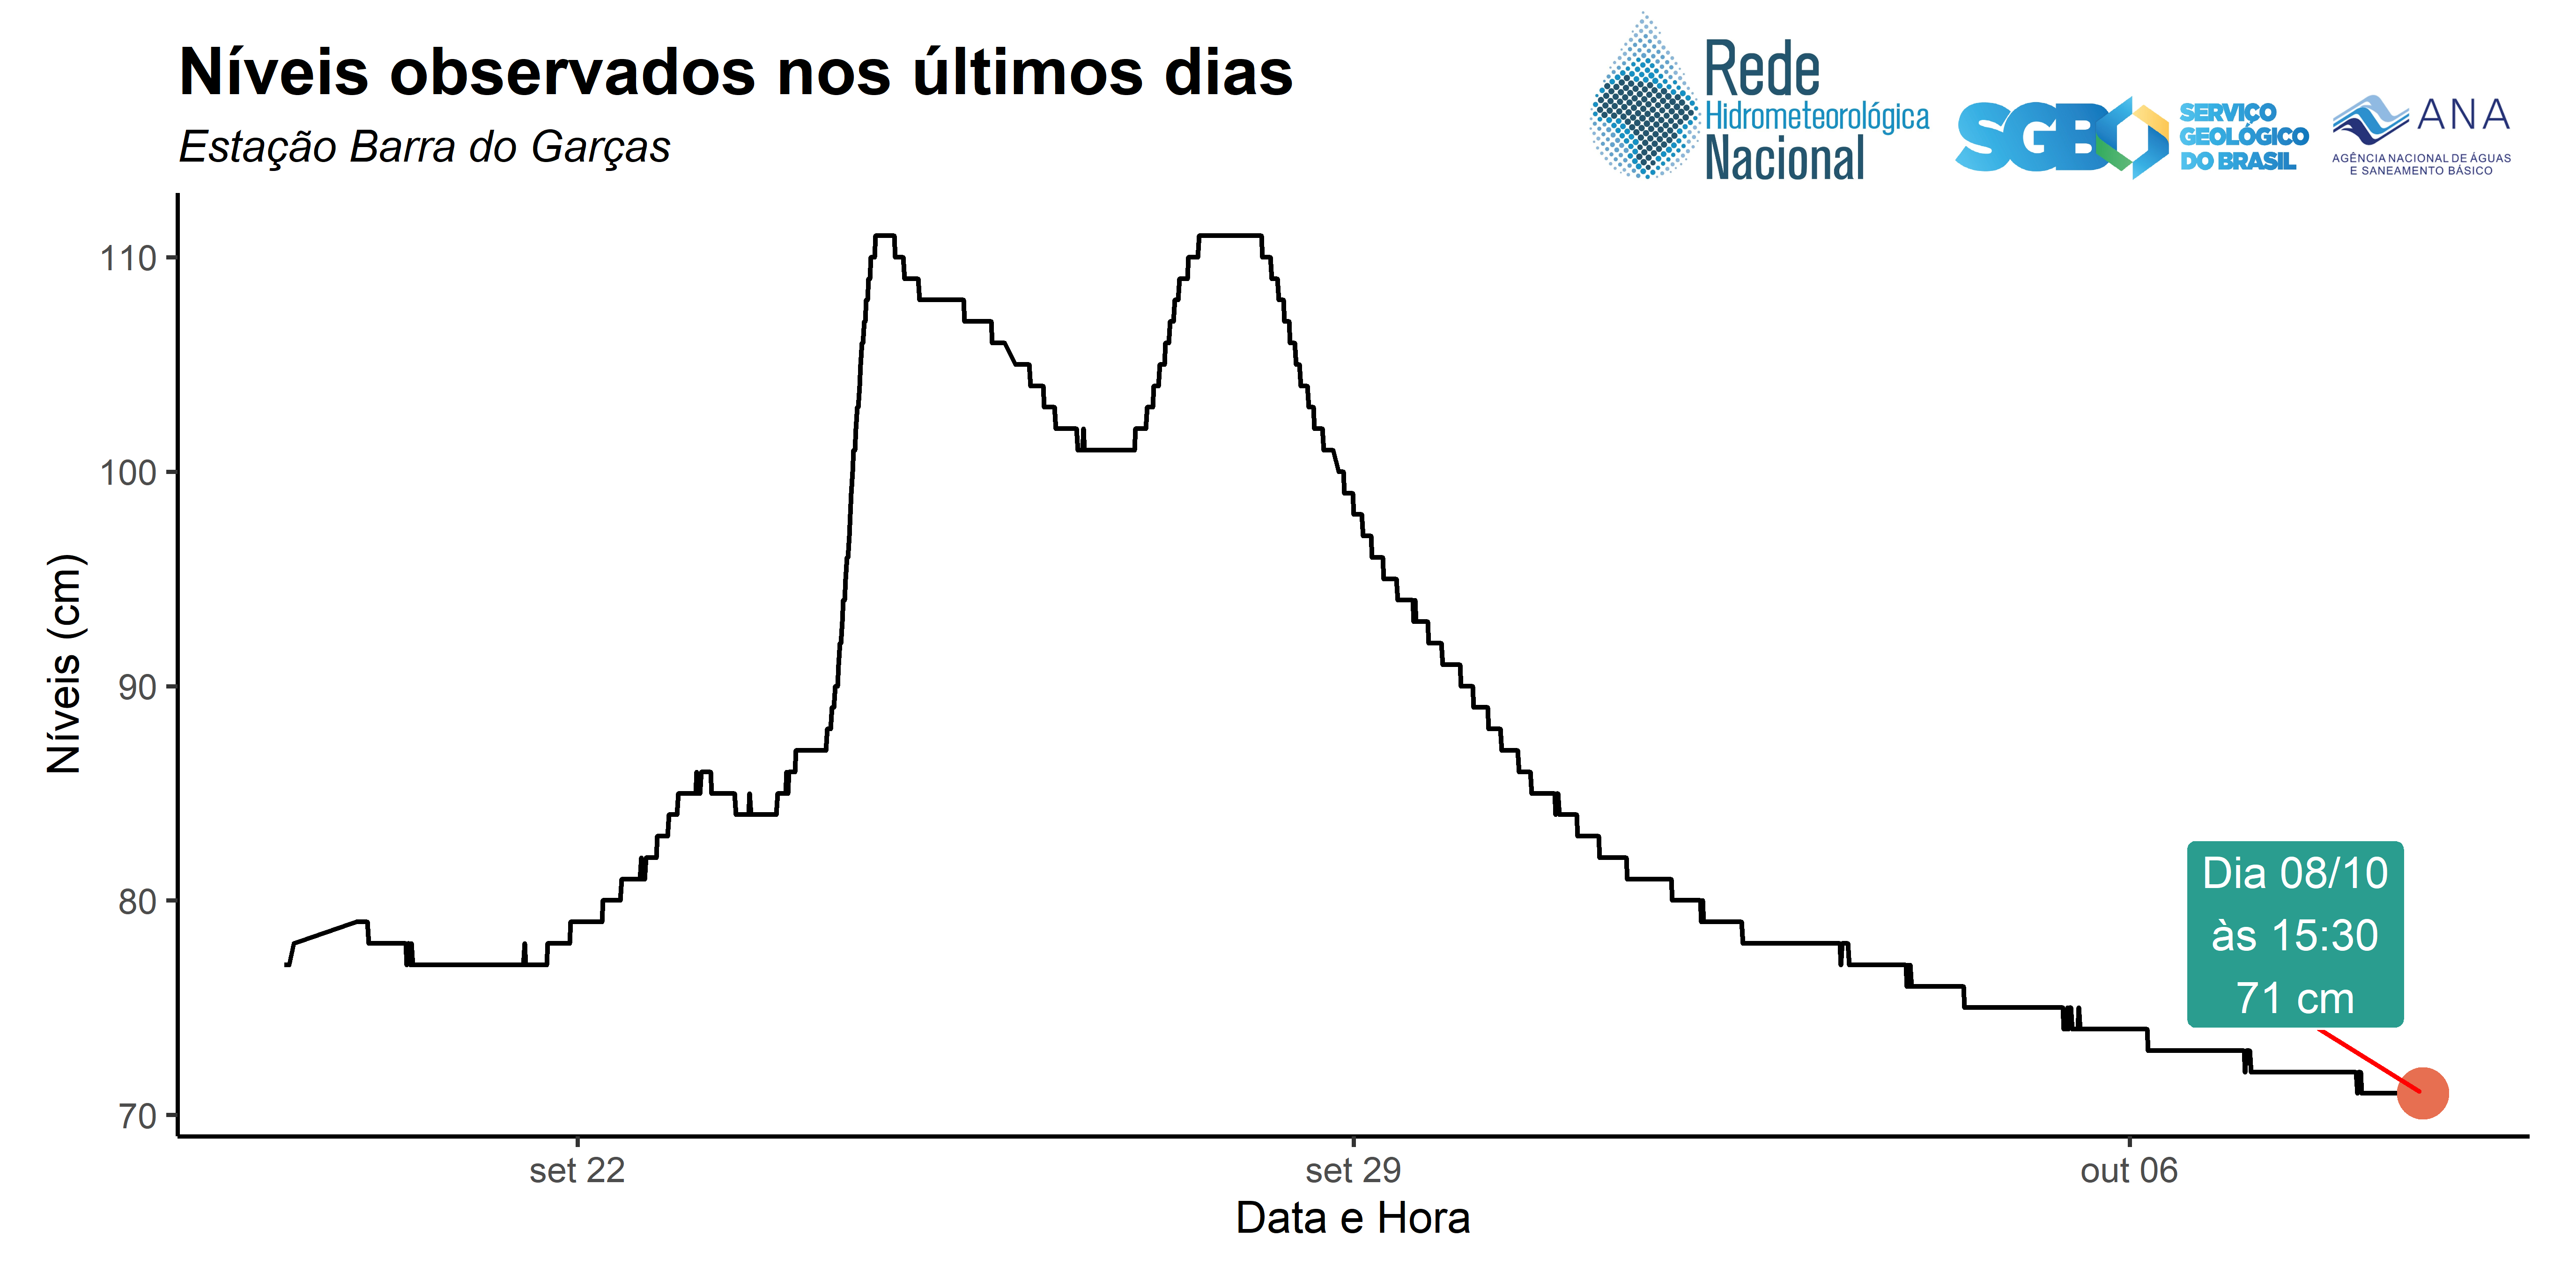 Níveis observados nos últimos dias
Estação Barra do Garças
Rede
Hidrometeorológica
Nacional
SGB
SERVIÇO
GEOLÓGICO
DO BRASIL
ANA
AGÊNCIA NACIONAL DE ÁGUAS
E SANEAMENTO BÁSICO
Níveis (cm)
110
100
90
80
70
Dia 08/10
às 15:30
71 cm
set 22
set 29
out 06
Data e Hora